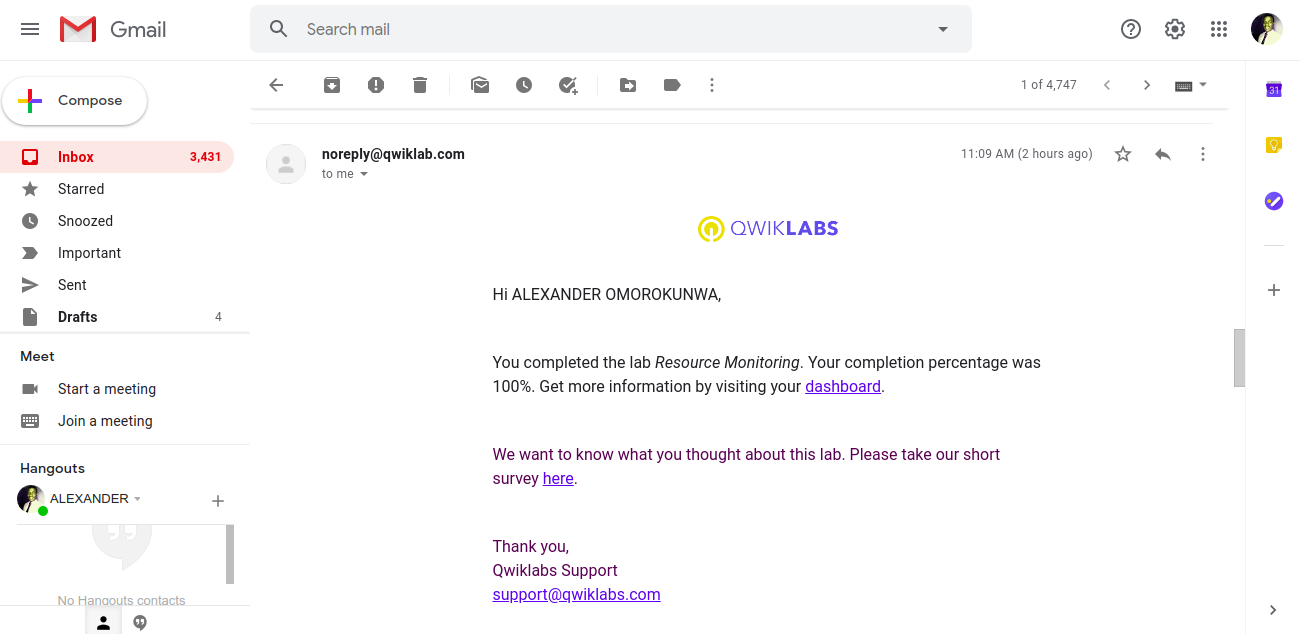 Gmail
Search mail
Compose
1 of 4,747
31
Inbox 3,431
Starred
Snoozed
Important
Sent
Drafts 4
Meet
Start a meeting
Join a meeting
Hangouts
ALEXANDER
No Hangouts contacts
noreply@qwiklab.com
to me
11:09 AM (2 hours ago)
QWIKLABS
Hi ALEXANDER OMOROKUNWA,
You completed the lab Resource Monitoring. Your completion percentage was
100%. Get more information by visiting your dashboard.
We want to know what you thought about this lab. Please take our short
survey here.
Thank you,
Qwiklabs Support
support@qwiklabs.com